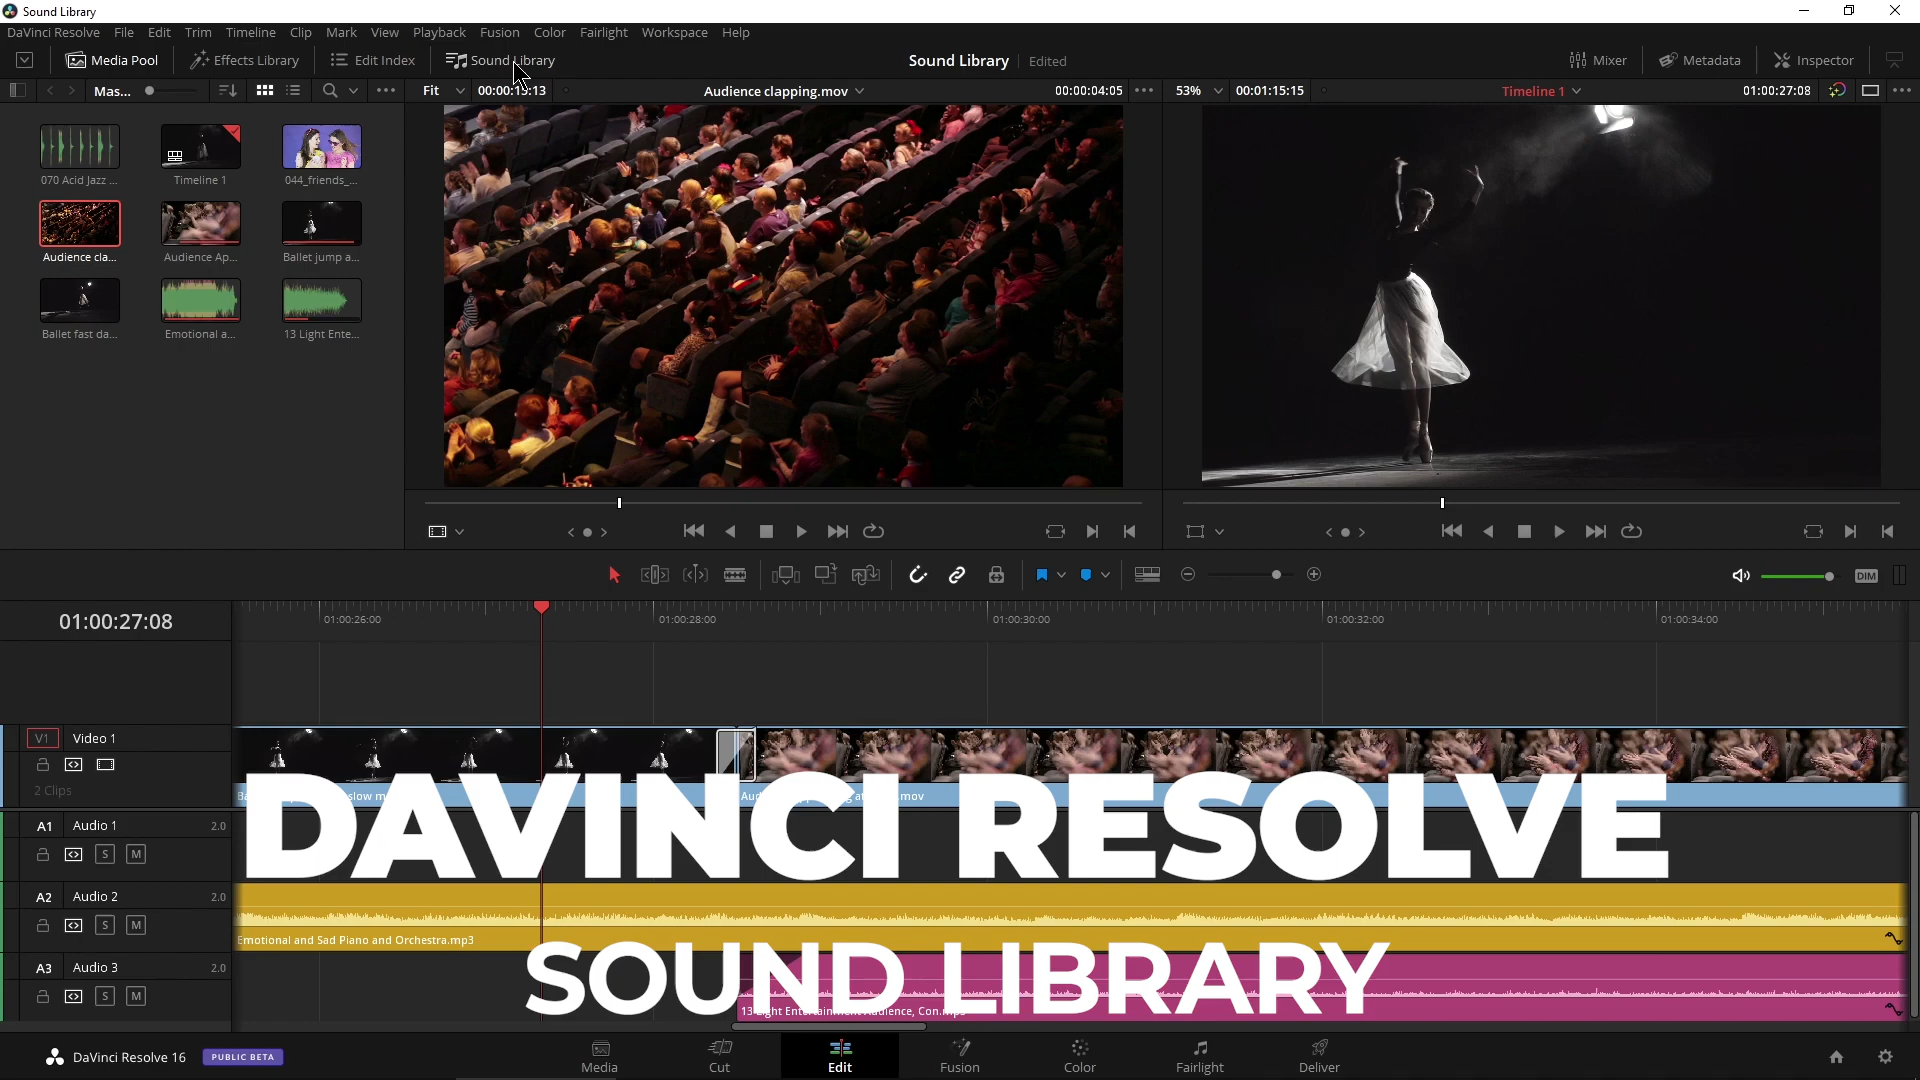 Sound Library
DaVinci Resolve File Edit Trim Timeline Clip Mark View Playback Fusion Color Fairlight Workspace Help
Media Pool Effects Library Edit Index Sound Library Sound Library Edited Mixer Metadata Inspector
Mas... Fit Audience clapping.mov 00:00:04:05 53% 00:01:15:15 Timeline 1 01:00:27:08
070 Acid Jazz ... Timeline 1 044_friends_...
Audience cla... Audience Ap... Ballet jump a...
Ballet fast da... Emotional a... 13 Light Ente...
DIM
01:00:27:08
01:00:26:00 01:00:28:00 01:00:30:00 01:00:32:00 01:00:34:00
V1 Video 1
2 Clips
DAVINCI RESOLVE
A1 Audio 1 2.0
S M
A2 Audio 2 2.0
S M
Emotional and Sad Piano and Orchestra.mp3
SOUND LIBRARY
A3 Audio 3 2.0
S M
DaVinci Resolve 16 PUBLIC BETA
Media Cut Edit Fusion Color Fairlight Deliver